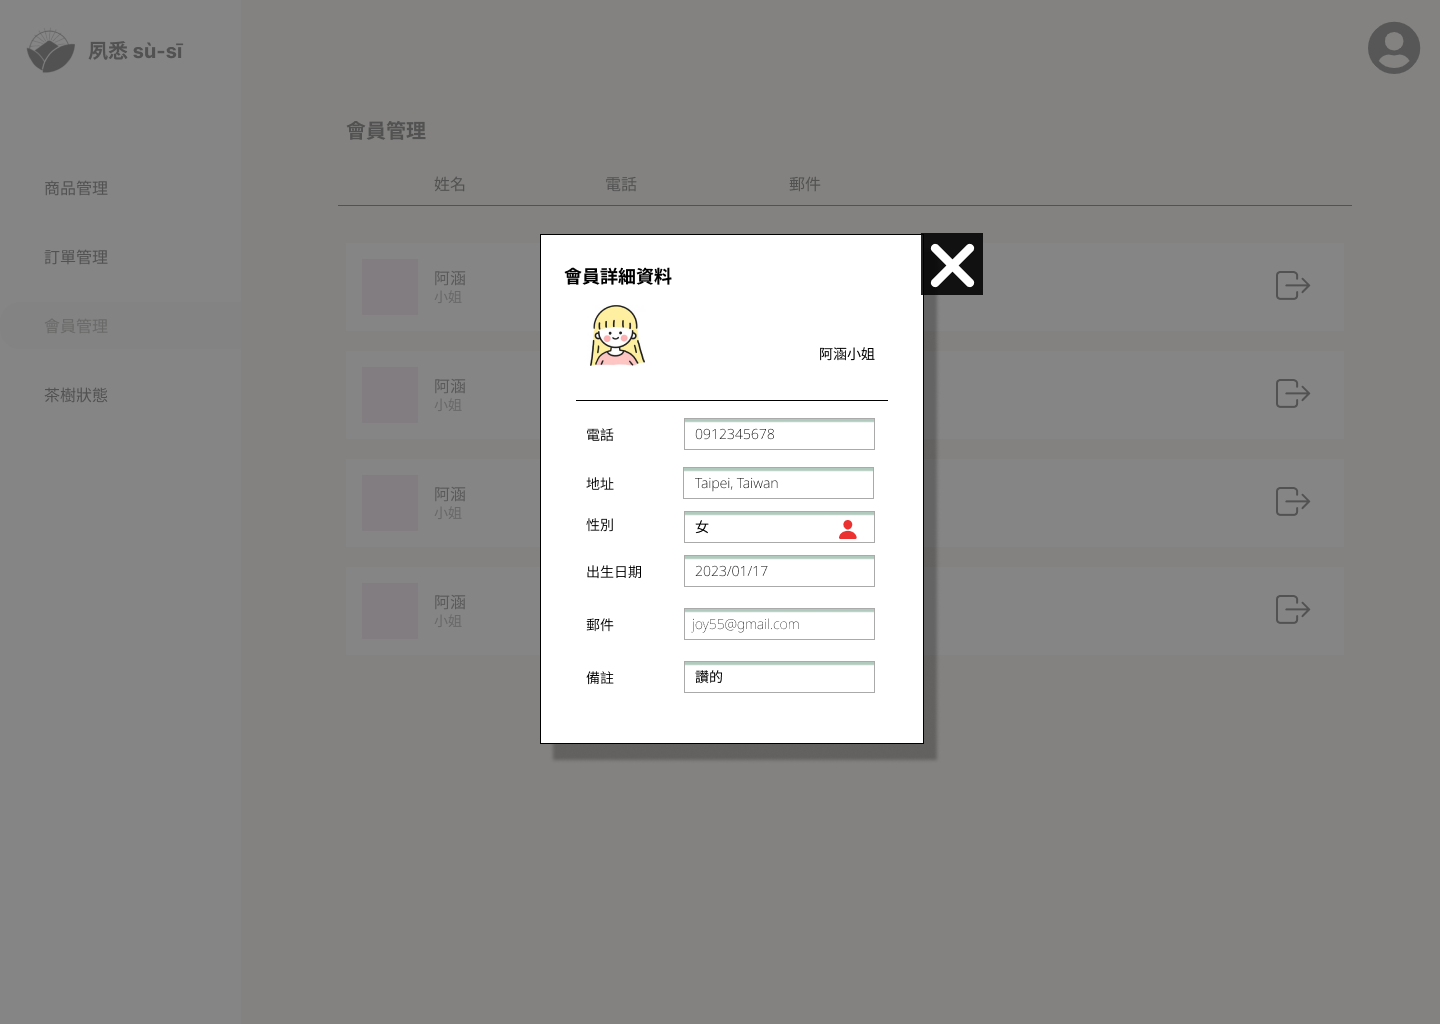 夙悉 sù-sī
商品管理
訂單管理
會員管理
茶樹狀態
會員管理
姓名 電話 郵件
阿涵
小姐
阿涵
小姐
阿涵
小姐
阿涵
小姐
會員詳細資料
阿涵小姐
電話 0912345678
地址 Taipei, Taiwan
性別 女
出生日期 2023/01/17
郵件 joy55@gmail.com
備註 讚的